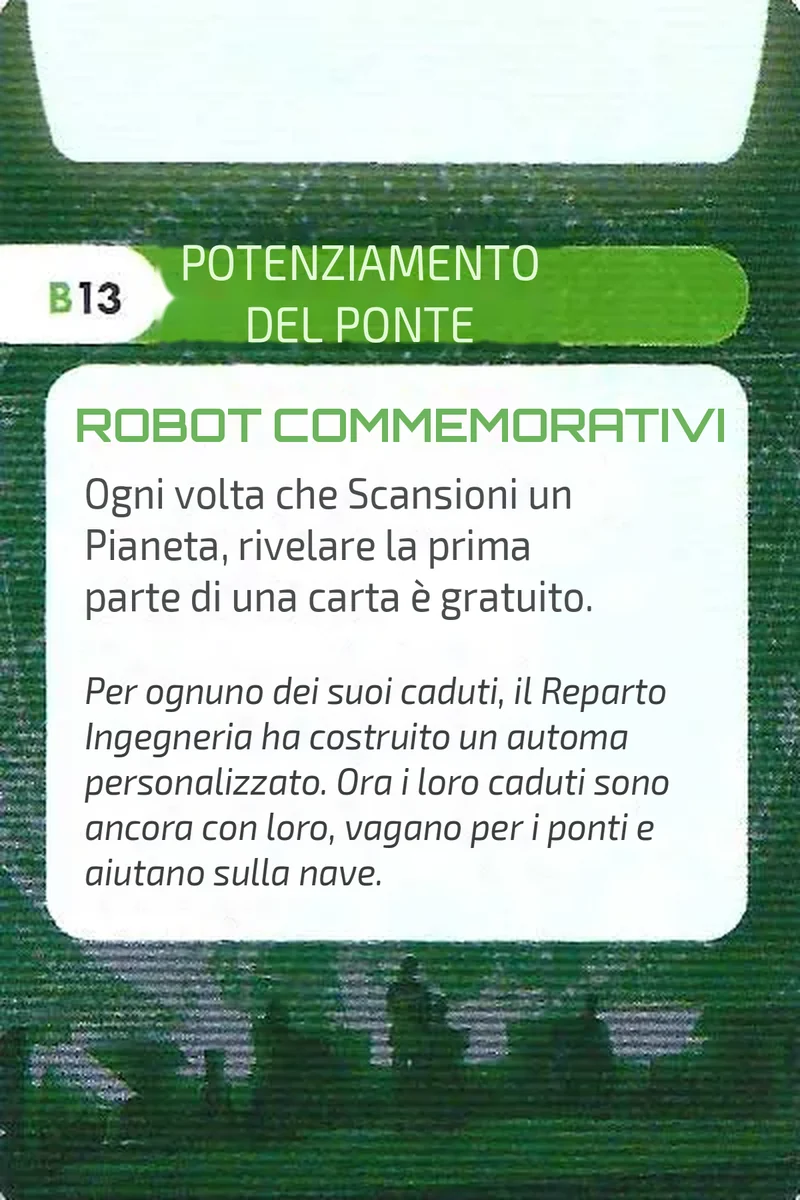 B13
POTENZIAMENTO
DEL PONTE
ROBOT COMMEMORATIVI
Ogni volta che Scansioni un
Pianeta, rivelare la prima
parte di una carta è gratuito.
Per ognuno dei suoi caduti, il Reparto
Ingegneria ha costruito un automa
personalizzato. Ora i loro caduti sono
ancora con loro, vagano per i ponti e
aiutano sulla nave.